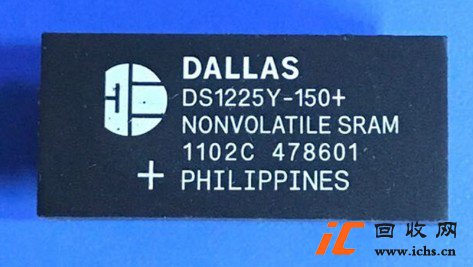 DALLAS
DS1225Y-150+
NONVOLATILE SRAM
1102C 478601
+ PHILIPPINES
iC 回收网
www.ichs.cn